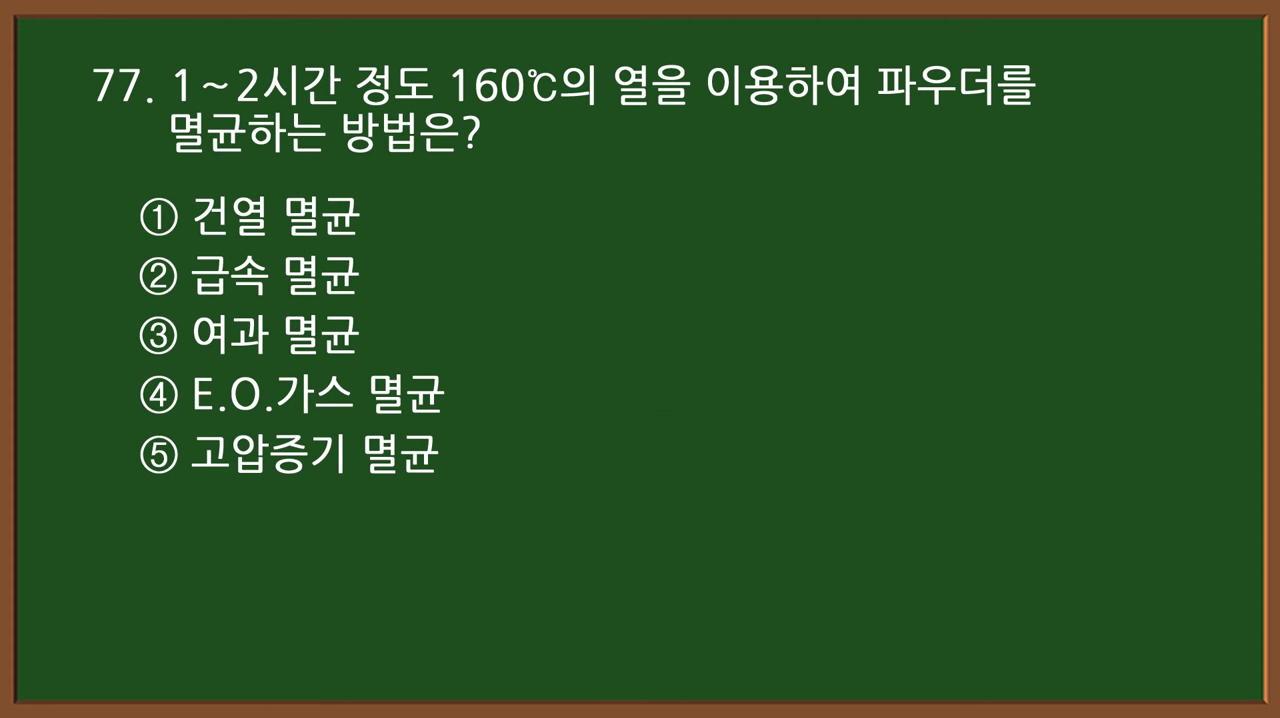 77. 1~2시간 정도 160℃의 열을 이용하여 파우더를
멸균하는 방법은?
① 건열 멸균
② 급속 멸균
③ 여과 멸균
④ E.O.가스 멸균
⑤ 고압증기 멸균